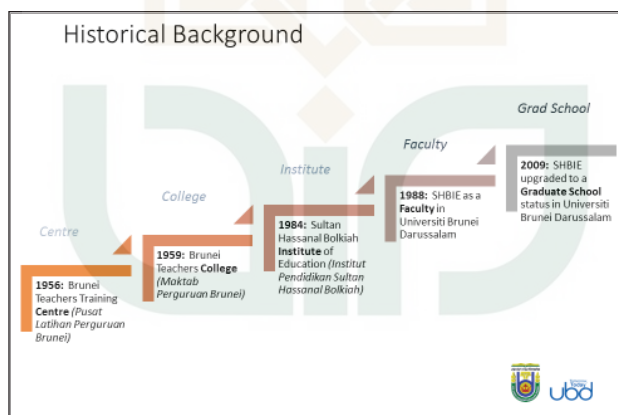 Historical Background
Centre
1956: Brunei
Teachers Training
Centre (Pusat
Latihan Perguruan
Brunei)
College
1959: Brunei
Teachers College
(Maktab
Perguruan Brunei)
Institute
1984: Sultan
Hassanal Bolkiah
Institute of
Education (Institut
Pendidikan Sultan
Hassanal Bolkiah)
Faculty
1988: SHBIE as a
Faculty in
Universiti Brunei
Darussalam
Grad School
2009: SHBIE
upgraded to a
Graduate School
status in Universiti
Brunei Darussalam
ubd